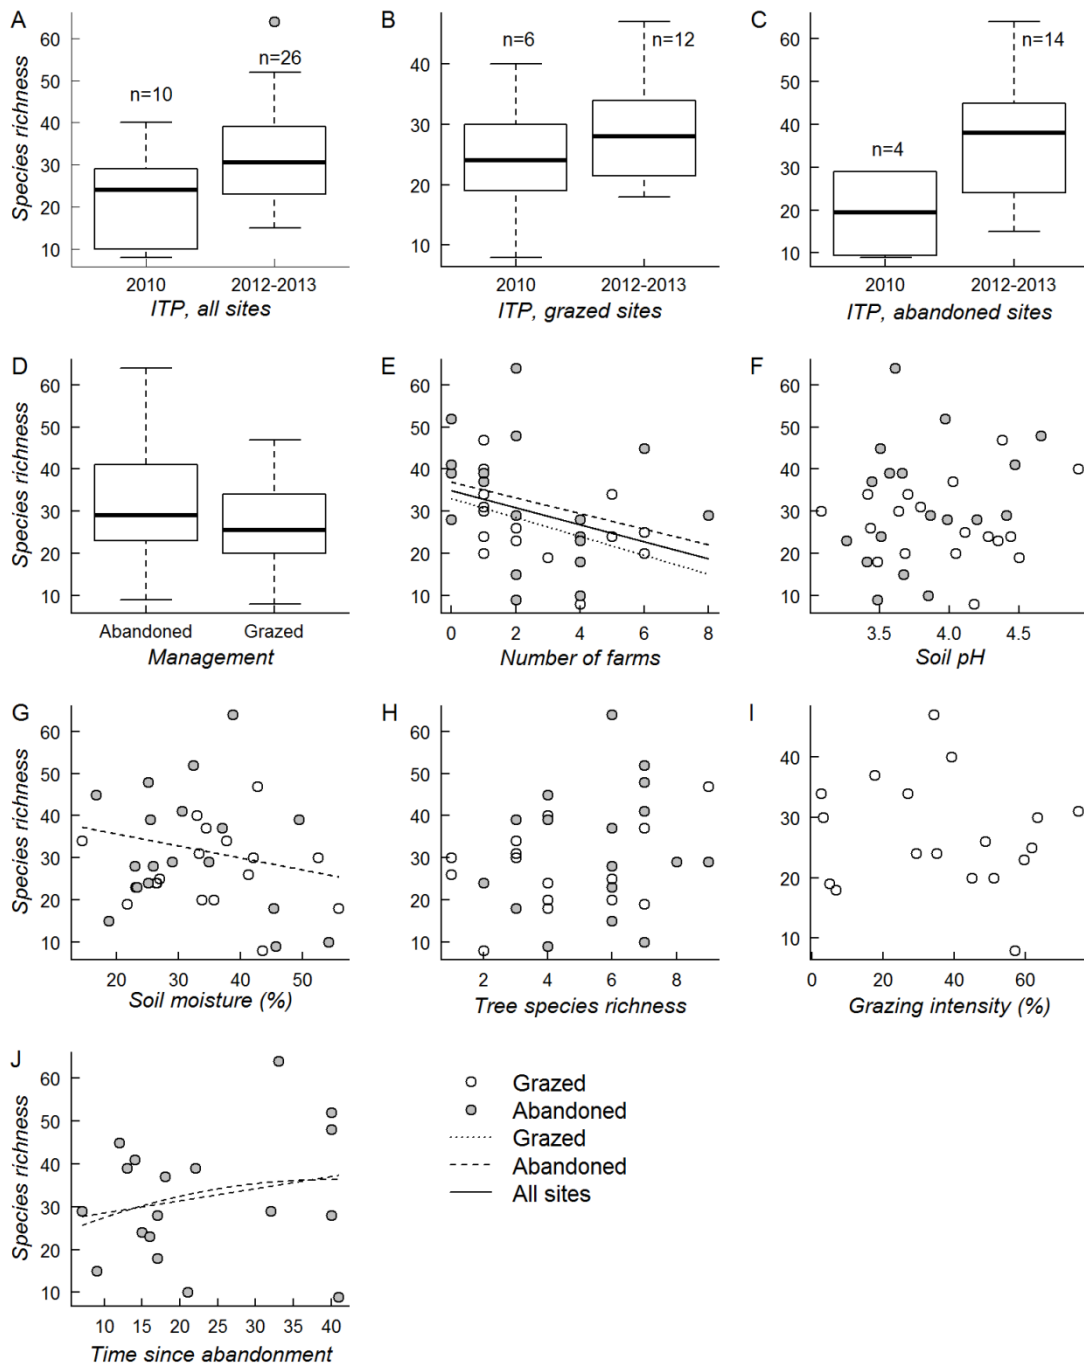 A
Species richness
60
50
40
30
20
10
n=10
n=26
2010
2012-2013
ITP, all sites
B
40
30
20
10
n=6
n=12
2010
2012-2013
ITP, grazed sites
C
60
50
40
30
20
10
n=4
n=14
2010
2012-2013
ITP, abandoned sites
D
Species richness
60
50
40
30
20
10
Abandoned
Grazed
Management
E
60
50
40
30
20
10
0 2 4 6 8
Number of farms
F
60
50
40
30
20
10
3.5 4.0 4.5
Soil pH
G
Species richness
60
50
40
30
20
10
20 30 40 50
Soil moisture (%)
H
60
50
40
30
20
10
2 4 6 8
Tree species richness
I
40
30
20
10
0 20 40 60
Grazing intensity (%)
J
Species richness
60
50
40
30
20
10
10 15 20 25 30 35 40
Time since abandonment
Grazed
Abandoned
Grazed
Abandoned
All sites